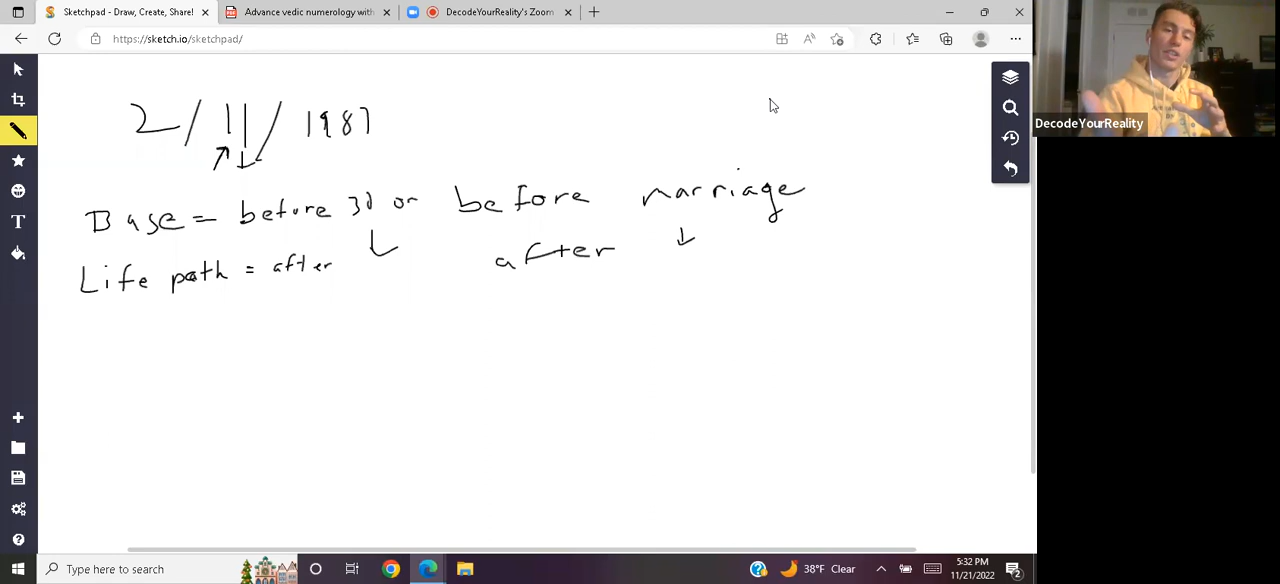 Sketchpad - Draw, Create, Share!
Advance vedic numerology with
DecodeYourReality's Zoom
https://sketch.io/sketchpad/
DecodeYourReality
2/11/1987
Base = before 30 or before marriage
Life path = after after
Type here to search
38°F Clear
5:32 PM
11/21/2022
2